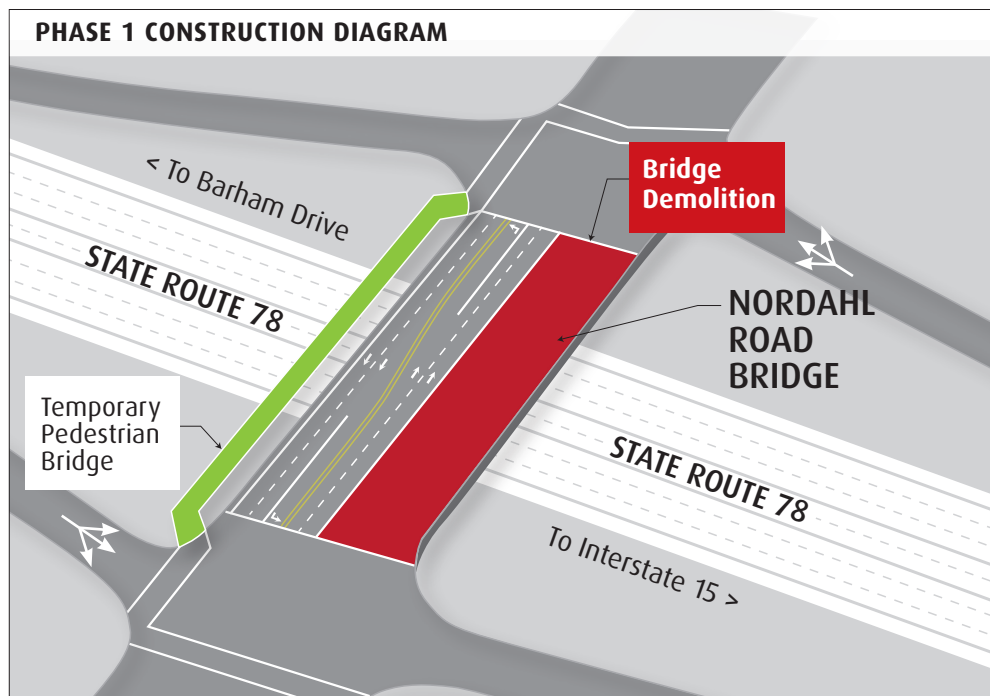 PHASE 1 CONSTRUCTION DIAGRAM
< To Barham Drive
STATE ROUTE 78
Bridge
Demolition
NORDAHL
ROAD
BRIDGE
Temporary
Pedestrian
Bridge
STATE ROUTE 78
To Interstate 15 >